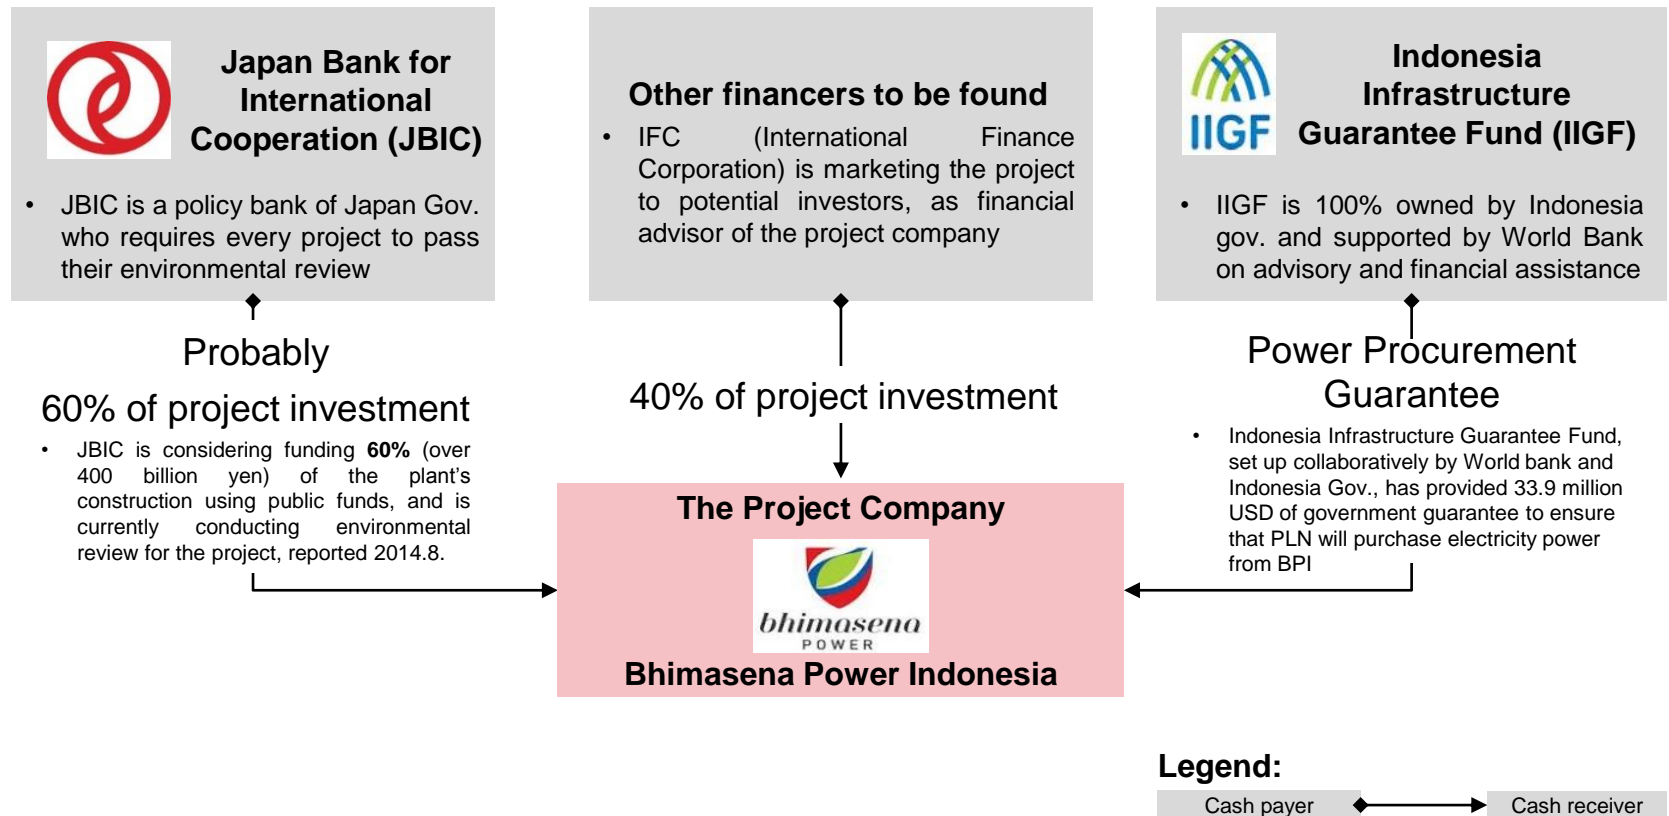 Japan Bank for
International
Cooperation (JBIC)
• JBIC is a policy bank of Japan Gov.
who requires every project to pass
their environmental review
Other financers to be found
• IFC (International Finance
Corporation) is marketing the project
to potential investors, as financial
advisor of the project company
IIGF
Indonesia
Infrastructure
Guarantee Fund (IIGF)
• IIGF is 100% owned by Indonesia
gov. and supported by World Bank
on advisory and financial assistance
Probably
60% of project investment
• JBIC is considering funding 60% (over
400 billion yen) of the plant’s
construction using public funds, and is
currently conducting environmental
review for the project, reported 2014.8.
40% of project investment
Power Procurement
Guarantee
• Indonesia Infrastructure Guarantee Fund,
set up collaboratively by World bank and
Indonesia Gov., has provided 33.9 million
USD of government guarantee to ensure
that PLN will purchase electricity power
from BPI
The Project Company
bhimasena
POWER
Bhimasena Power Indonesia
Legend:
Cash payer
Cash receiver